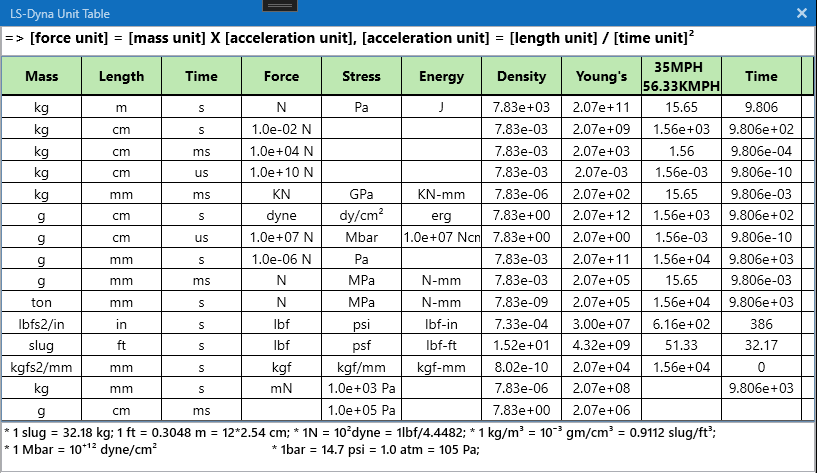 LS-Dyna Unit Table
=> [force unit] = [mass unit] X [acceleration unit], [acceleration unit] = [length unit] / [time unit]²
Mass Length Time Force Stress Energy Density Young's 35MPH 56.33KMPH Time
kg m s N Pa J 7.83e+03 2.07e+11 15.65 9.806
kg cm s 1.0e-02 N 7.83e-03 2.07e+09 1.56e+03 9.806e+02
kg cm ms 1.0e+04 N 7.83e-03 2.07e+03 1.56 9.806e-04
kg cm us 1.0e+10 N 7.83e-03 2.07e-03 1.56e-03 9.806e-10
kg mm ms KN GPa KN-mm 7.83e-06 2.07e+02 15.65 9.806e-03
g cm s dyne dy/cm² erg 7.83e+00 2.07e+12 1.56e+03 9.806e+02
g cm us 1.0e+07 N Mbar 1.0e+07 Ncn 7.83e+00 2.07e+00 1.56e-03 9.806e-10
g mm s 1.0e-06 N Pa 7.83e-03 2.07e+11 1.56e+04 9.806e+03
g mm ms N MPa N-mm 7.83e-03 2.07e+05 15.65 9.806e-03
ton mm s N MPa N-mm 7.83e-09 2.07e+05 1.56e+04 9.806e+03
lbfs2/in in s lbf psi lbf-in 7.33e-04 3.00e+07 6.16e+02 386
slug ft s lbf psf lbf-ft 1.52e+01 4.32e+09 51.33 32.17
kgfs2/mm mm s kgf kgf/mm kgf-mm 8.02e-10 2.07e+04 1.56e+04 0
kg mm s mN 1.0e+03 Pa 7.83e-06 2.07e+08 9.806e+03
g cm ms 1.0e+05 Pa 7.83e+00 2.07e+06
* 1 slug = 32.18 kg; 1 ft = 0.3048 m = 12*2.54 cm; * 1N = 10²dyne = 1lbf/4.4482; * 1 kg/m³ = 10⁻³ gm/cm³ = 0.9112 slug/ft³;
* 1 Mbar = 10⁺¹² dyne/cm² * 1bar = 14.7 psi = 1.0 atm = 105 Pa;